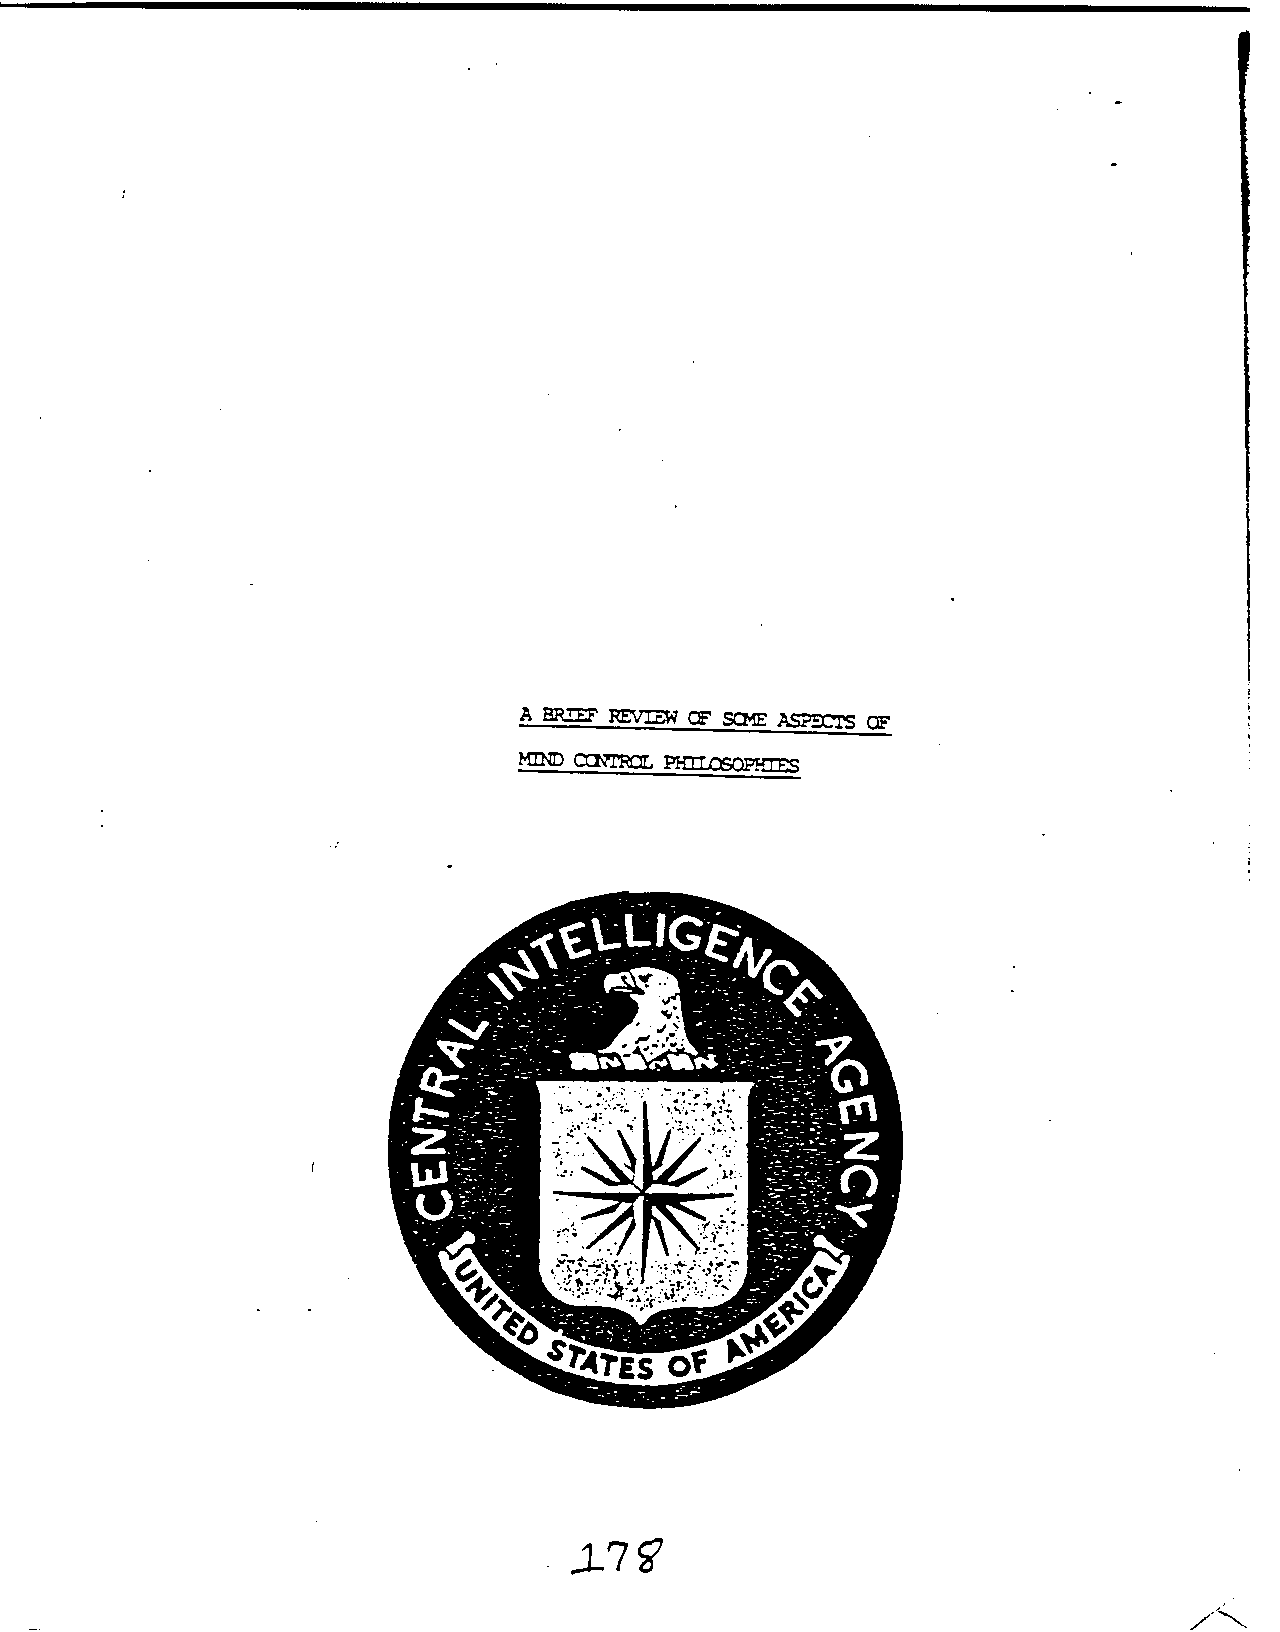 A BRIEF REVIEW OF SOME ASPECTS OF
MIND CONTROL PHILOSOPHIES
CENTRAL INTELLIGENCE AGENCY
UNITED STATES OF AMERICA
178